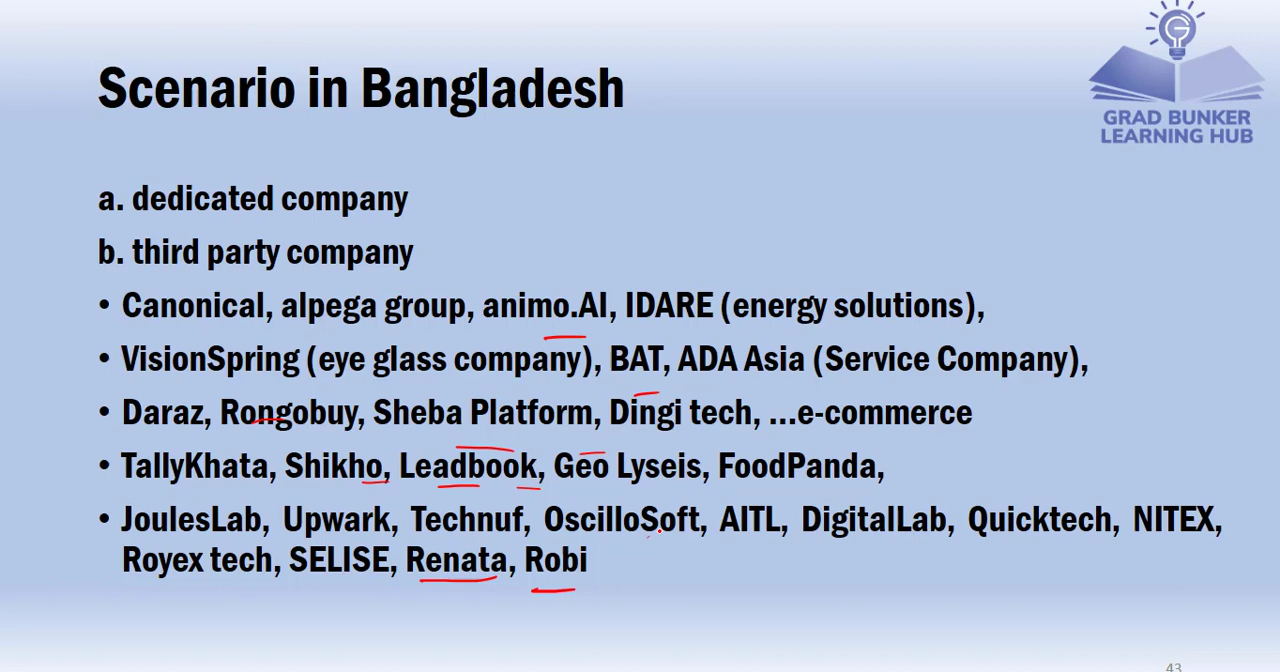 GRAD BUNKER
LEARNING HUB
Scenario in Bangladesh
a. dedicated company
b. third party company
• Canonical, alpega group, animo.AI, IDARE (energy solutions),
• VisionSpring (eye glass company), BAT, ADA Asia (Service Company),
• Daraz, Rongobuy, Sheba Platform, Dingi tech, ...e-commerce
• TallyKhata, Shikho, Leadbook, Geo Lyseis, FoodPanda,
• JoulesLab, Upwark, Technuf, OscilloSoft, AITL, DigitalLab, Quicktech, NITEX,
Royex tech, SELISE, Renata, Robi
43